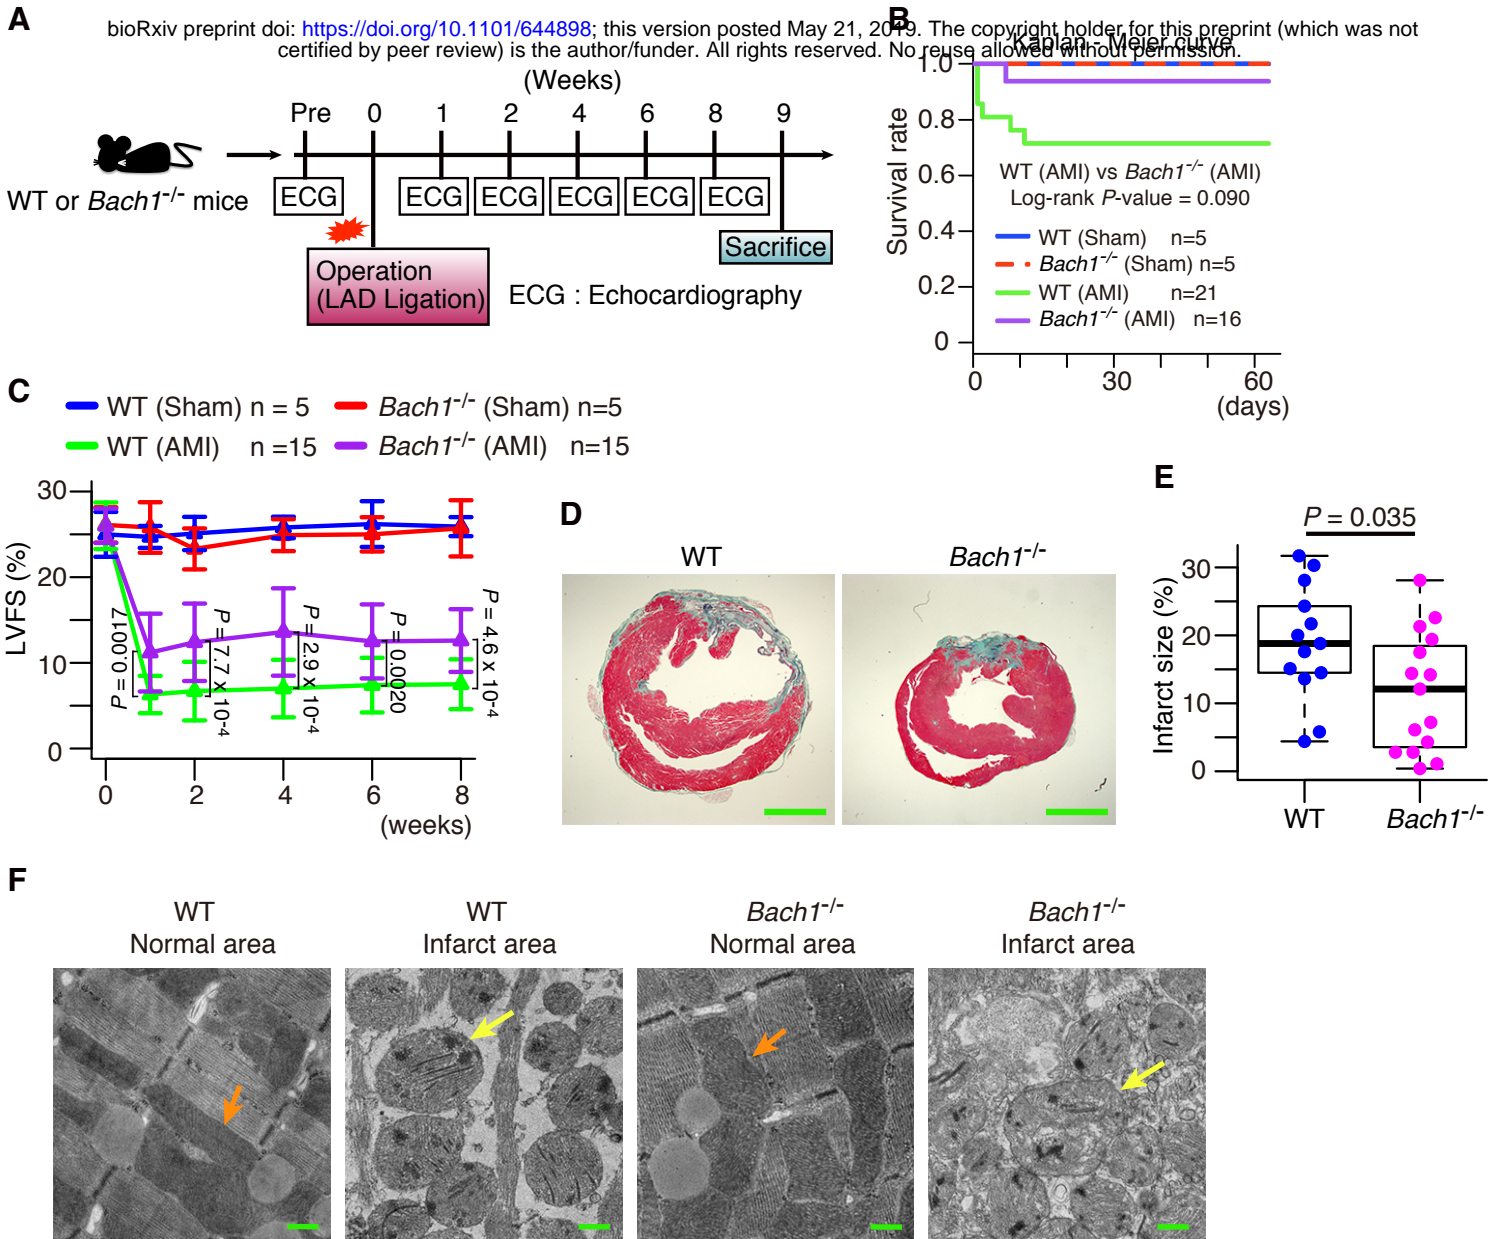 bioRxiv preprint doi: https://doi.org/10.1101/644898; this version posted May 21, 2019. The copyright holder for this preprint (which was not
certified by peer review) is the author/funder. All rights reserved. No reuse allowed without permission.
A
(Weeks)
Pre 0 1 2 4 6 8 9
WT or Bach1-/- mice
ECG ECG ECG ECG ECG ECG
Sacrifice
Operation
(LAD Ligation)
ECG : Echocardiography
B
Kaplan - Meier curve
Survival rate
1.0
0.8
0.6
0.4
0.2
0
WT (AMI) vs Bach1-/- (AMI)
Log-rank P-value = 0.090
WT (Sham) n=5
Bach1-/- (Sham) n=5
WT (AMI) n=21
Bach1-/- (AMI) n=16
0 30 60
(days)
C
WT (Sham) n = 5 Bach1-/- (Sham) n=5
WT (AMI) n =15 Bach1-/- (AMI) n=15
LVFS (%)
30
20
10
0
P = 0.0017
P = 7.7 x 10-4
P = 2.9 x 10-4
P = 0.0020
P = 4.6 x 10-4
0 2 4 6 8
(weeks)
D
WT Bach1-/-
E
P = 0.035
Infarct size (%)
30
20
10
0
WT Bach1-/-
F
WT WT Bach1-/- Bach1-/-
Normal area Infarct area Normal area Infarct area